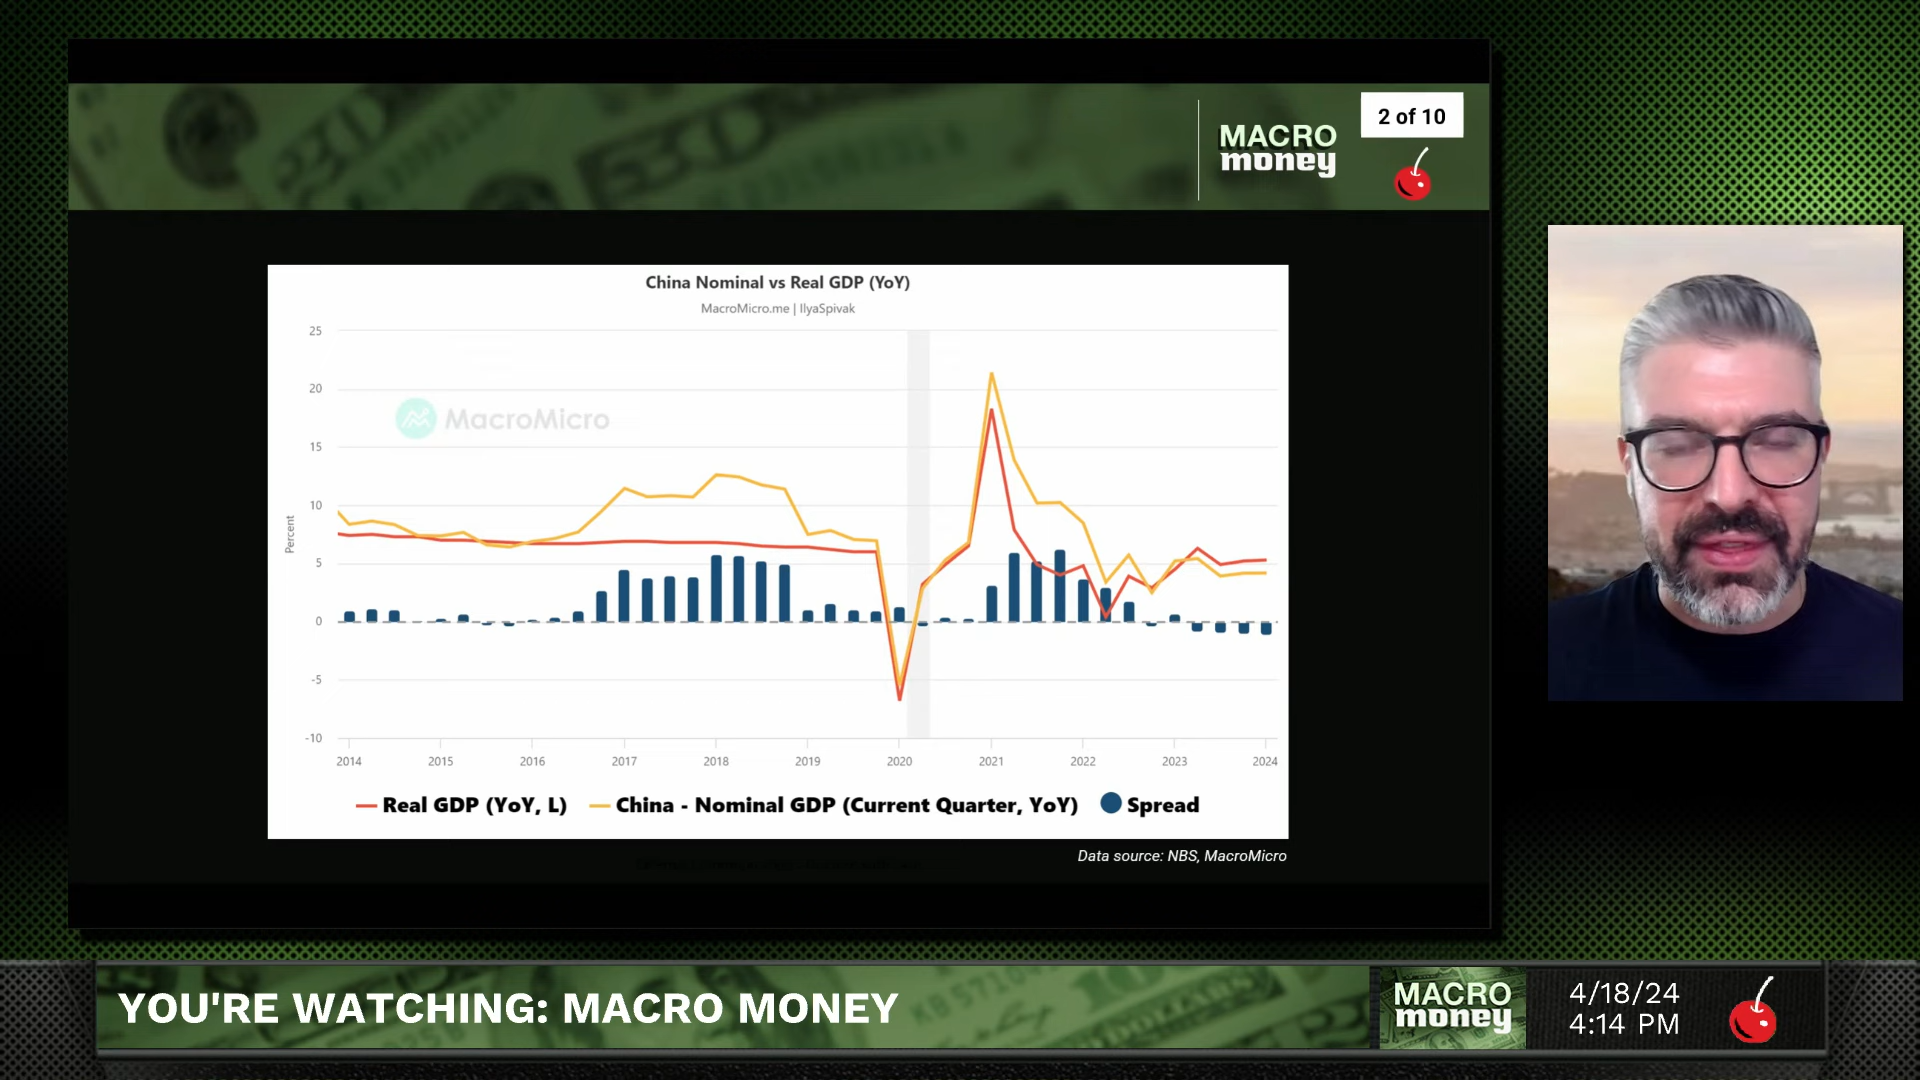 2 of 10
MACRO
money
China Nominal vs Real GDP (YoY)
MacroMicro.me | IlyaSpivak
MacroMicro
Percent
25
20
15
10
5
0
-5
-10
2014 2015 2016 2017 2018 2019 2020 2021 2022 2023 2024
Real GDP (YoY, L) China - Nominal GDP (Current Quarter, YoY) Spread
Data source: NBS, MacroMicro
YOU'RE WATCHING: MACRO MONEY
MACRO
money
4/18/24
4:14 PM